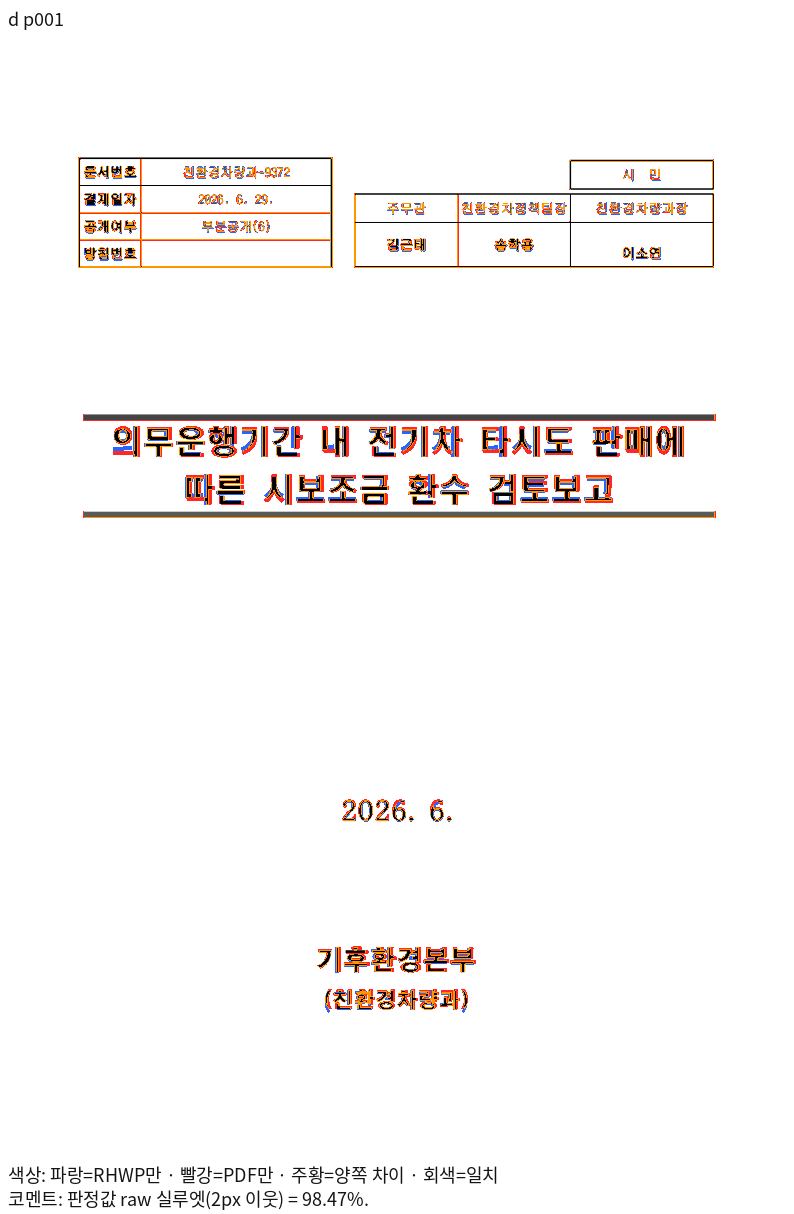 d p001
문서번호 친환경차량과-9372
결재일자 2026. 6. 29.
공개여부 부분공개(6)
방침번호
시 민
주무관 친환경차정책팀장 친환경차량과장
김근태 송학용 이소연
의무운행기간 내 전기차 타시도 판매에
따른 시보조금 환수 검토보고
2026. 6.
기후환경본부
(친환경차량과)
색상: 파랑=RHWP만 · 빨강=PDF만 · 주황=양쪽 차이 · 회색=일치
코멘트: 판정값 raw 실루엣(2px 이웃) = 98.47%.